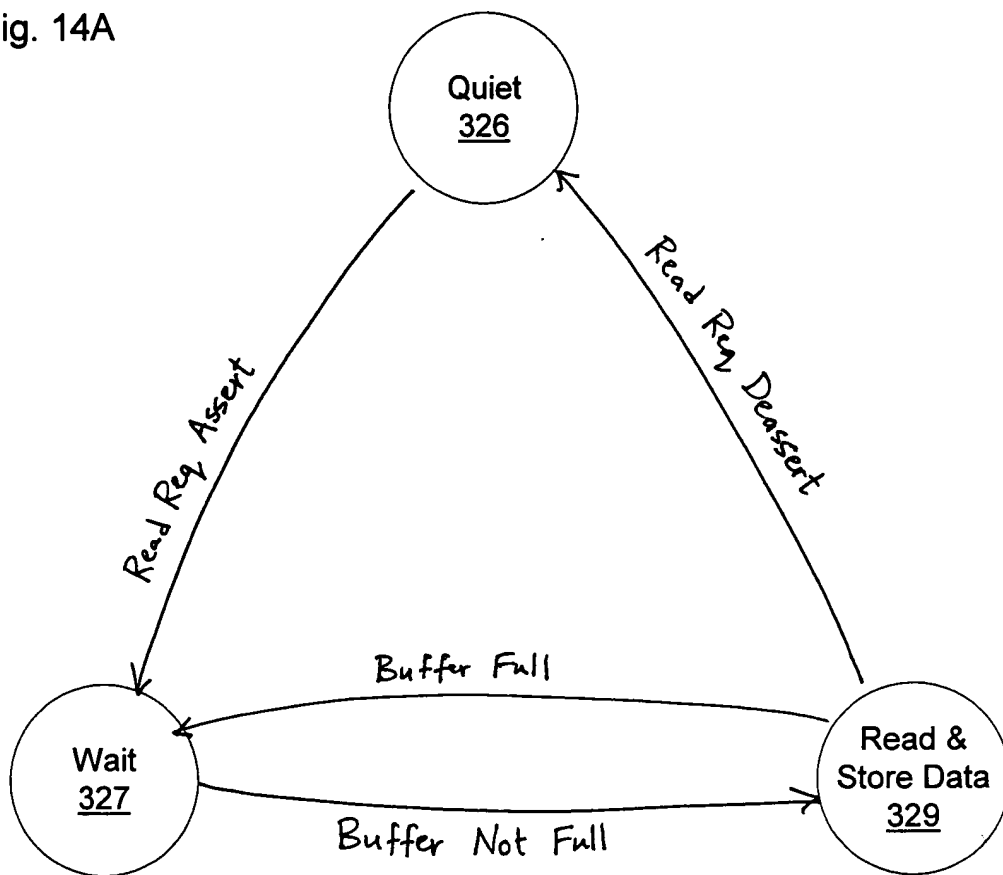 ig. 14A
Quiet
326
Read Req Assert
Read Req Deassert
Buffer Full
Wait
327
Read &
Store Data
329
Buffer Not Full